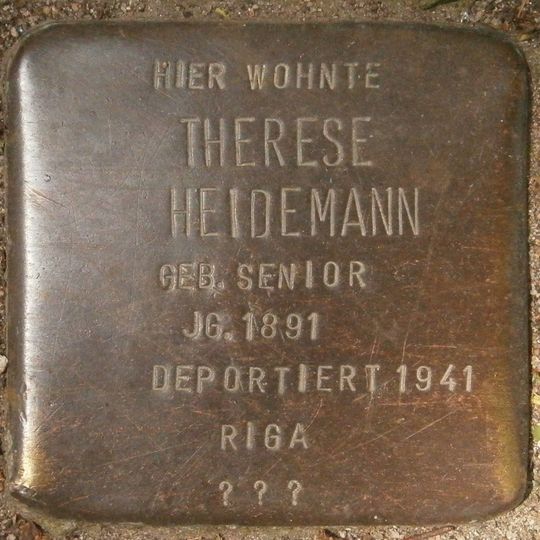 HIER WOHNTE
THERESE
HEIDEMANN
GEB. SENIOR
JG. 1891
DEPORTIERT 1941
RIGA
? ? ?